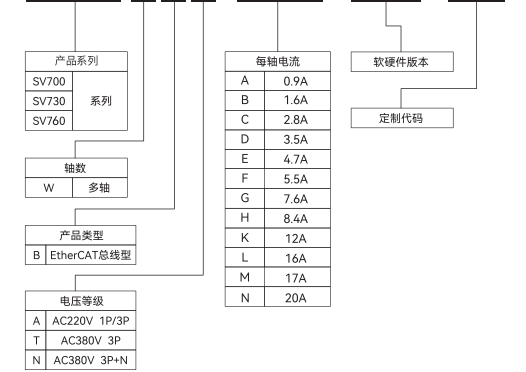 产品系列
SV700
SV730
SV760
系列
轴数
W 多轴
产品类型
B EtherCAT总线型
电压等级
A AC220V 1P/3P
T AC380V 3P
N AC380V 3P+N
每轴电流
A 0.9A
B 1.6A
C 2.8A
D 3.5A
E 4.7A
F 5.5A
G 7.6A
H 8.4A
K 12A
L 16A
M 17A
N 20A
软硬件版本
定制代码